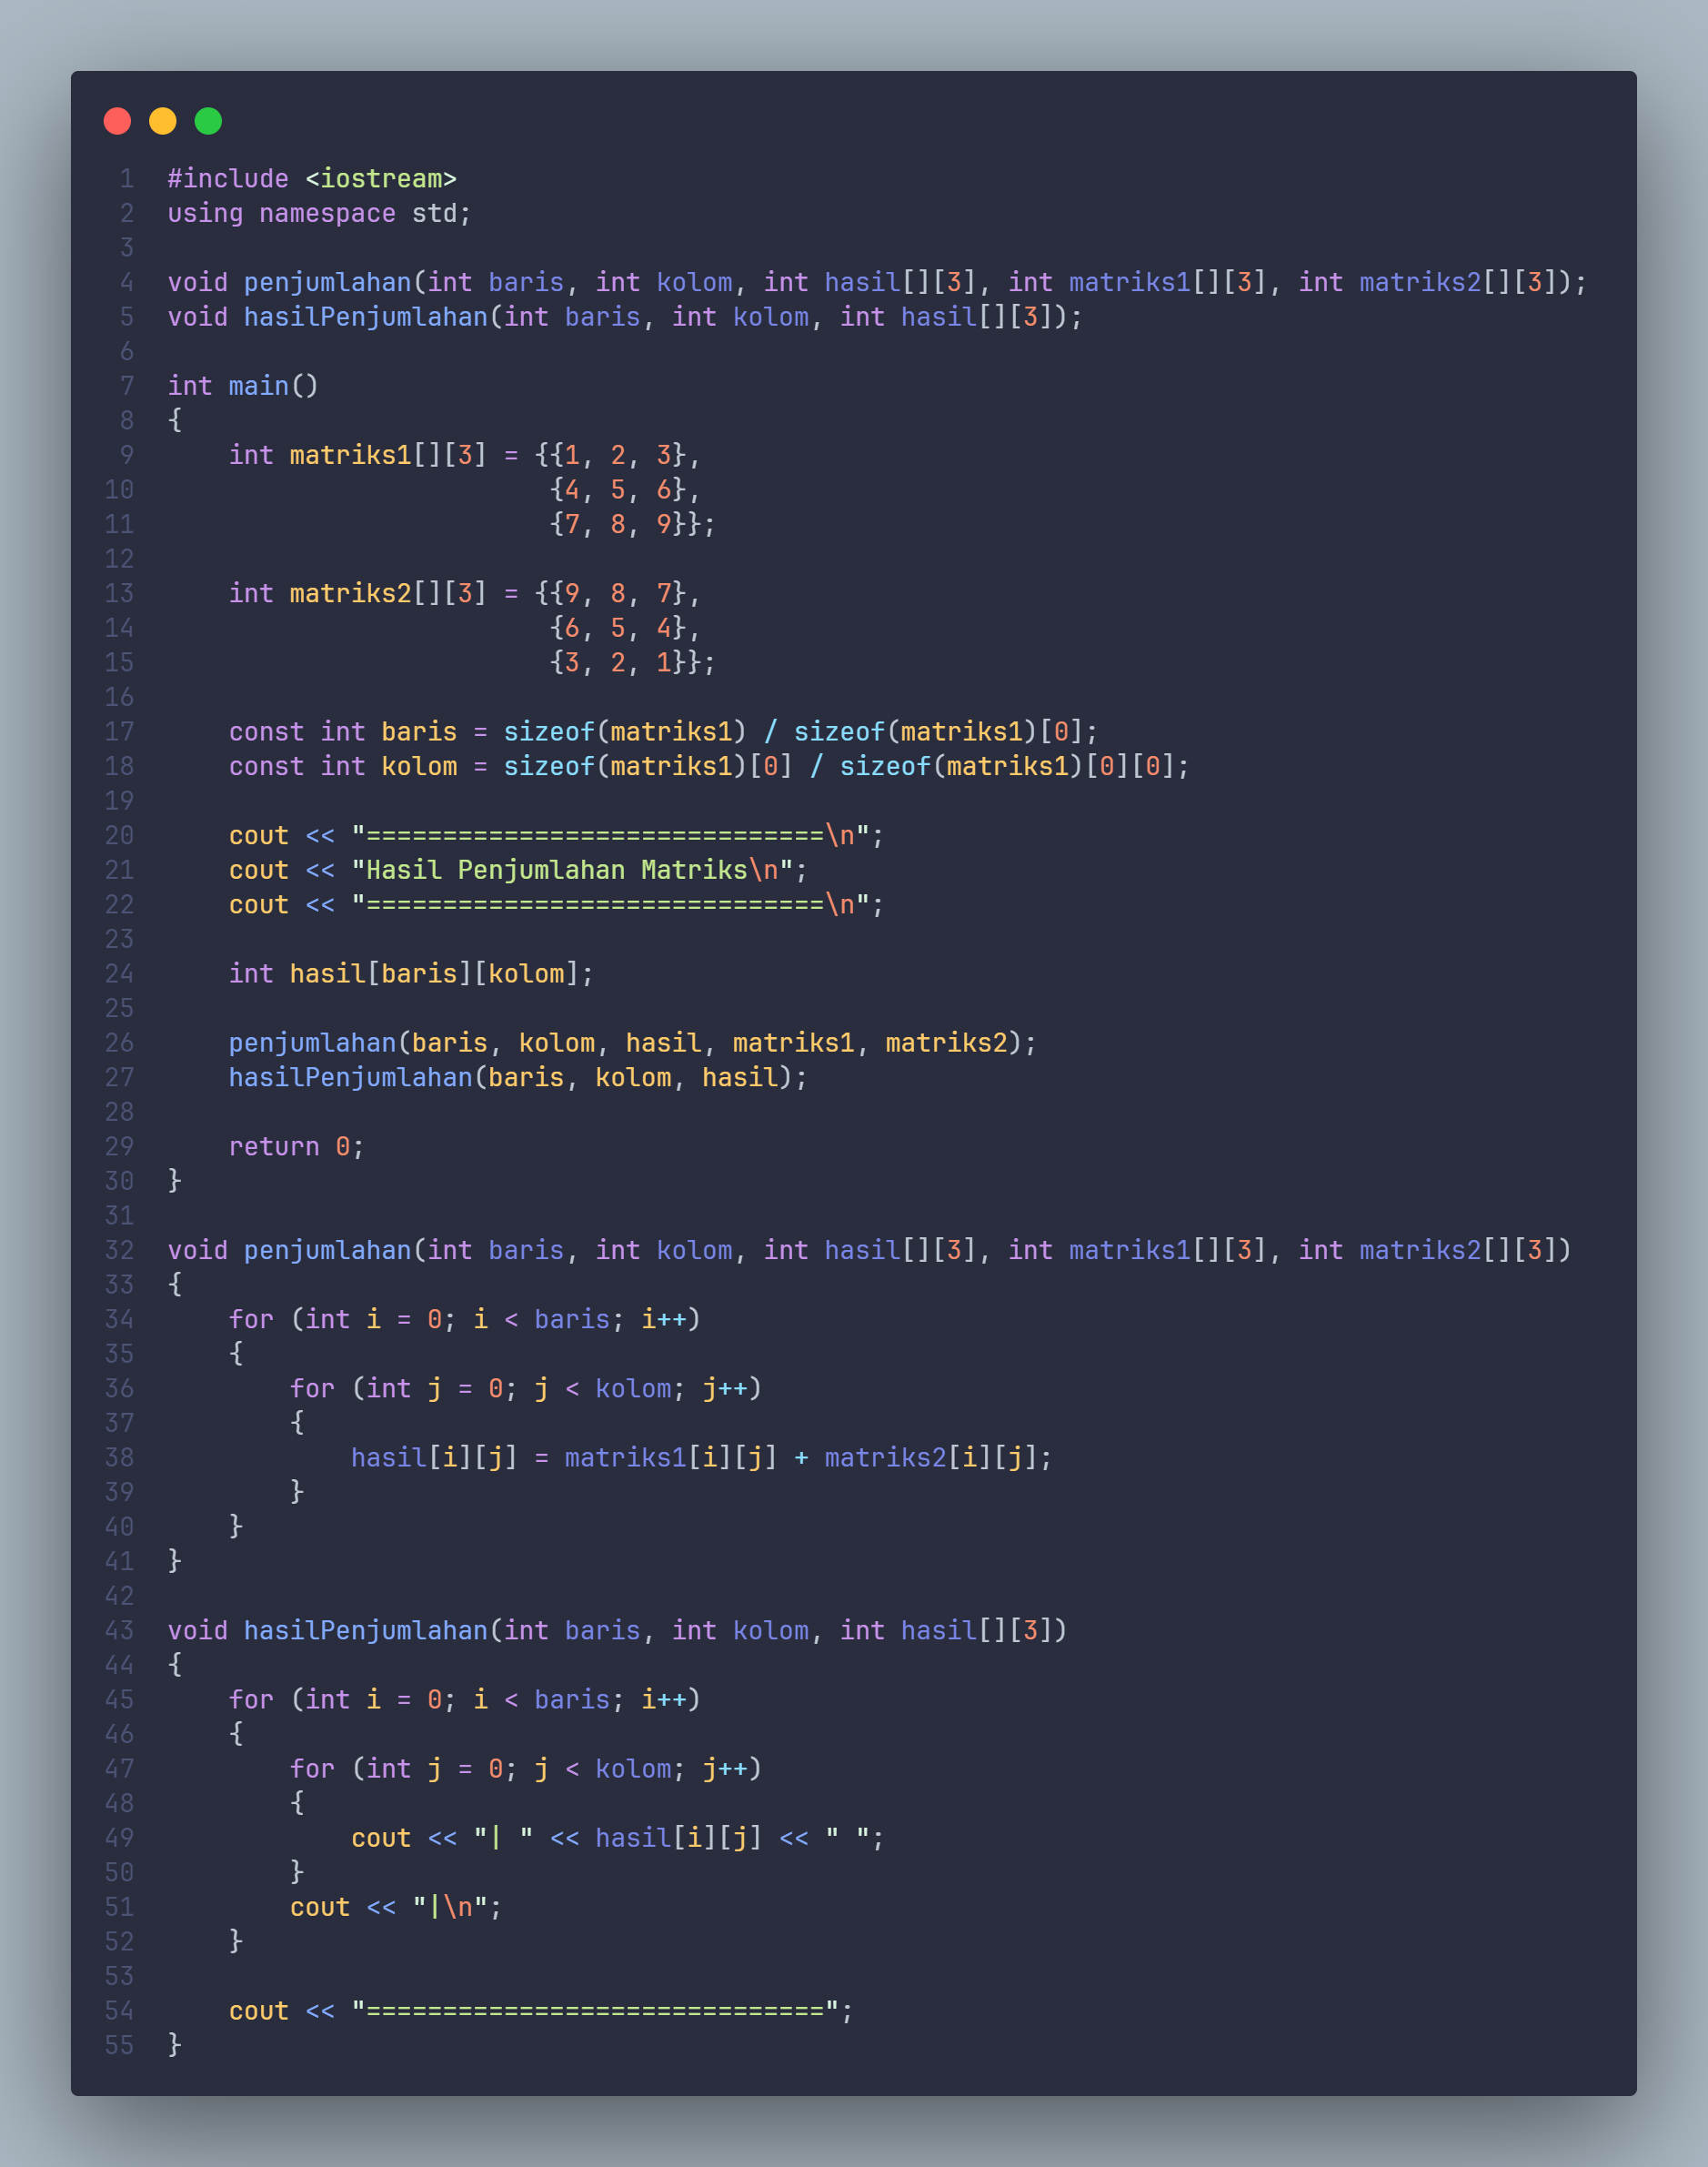 1 #include <iostream>
2 using namespace std;
3
4 void penjumlahan(int baris, int kolom, int hasil[][3], int matriks1[][3], int matriks2[][3]);
5 void hasilPenjumlahan(int baris, int kolom, int hasil[][3]);
6
7 int main()
8 {
9     int matriks1[][3] = {{1, 2, 3},
10                          {4, 5, 6},
11                          {7, 8, 9}};
12
13     int matriks2[][3] = {{9, 8, 7},
14                          {6, 5, 4},
15                          {3, 2, 1}};
16
17     const int baris = sizeof(matriks1) / sizeof(matriks1)[0];
18     const int kolom = sizeof(matriks1)[0] / sizeof(matriks1)[0][0];
19
20     cout << "==============================\n";
21     cout << "Hasil Penjumlahan Matriks\n";
22     cout << "==============================\n";
23
24     int hasil[baris][kolom];
25
26     penjumlahan(baris, kolom, hasil, matriks1, matriks2);
27     hasilPenjumlahan(baris, kolom, hasil);
28
29     return 0;
30 }
31
32 void penjumlahan(int baris, int kolom, int hasil[][3], int matriks1[][3], int matriks2[][3])
33 {
34     for (int i = 0; i < baris; i++)
35     {
36         for (int j = 0; j < kolom; j++)
37         {
38             hasil[i][j] = matriks1[i][j] + matriks2[i][j];
39         }
40     }
41 }
42
43 void hasilPenjumlahan(int baris, int kolom, int hasil[][3])
44 {
45     for (int i = 0; i < baris; i++)
46     {
47         for (int j = 0; j < kolom; j++)
48         {
49             cout << "| " << hasil[i][j] << " ";
50         }
51         cout << "|\n";
52     }
53
54     cout << "==============================";
55 }